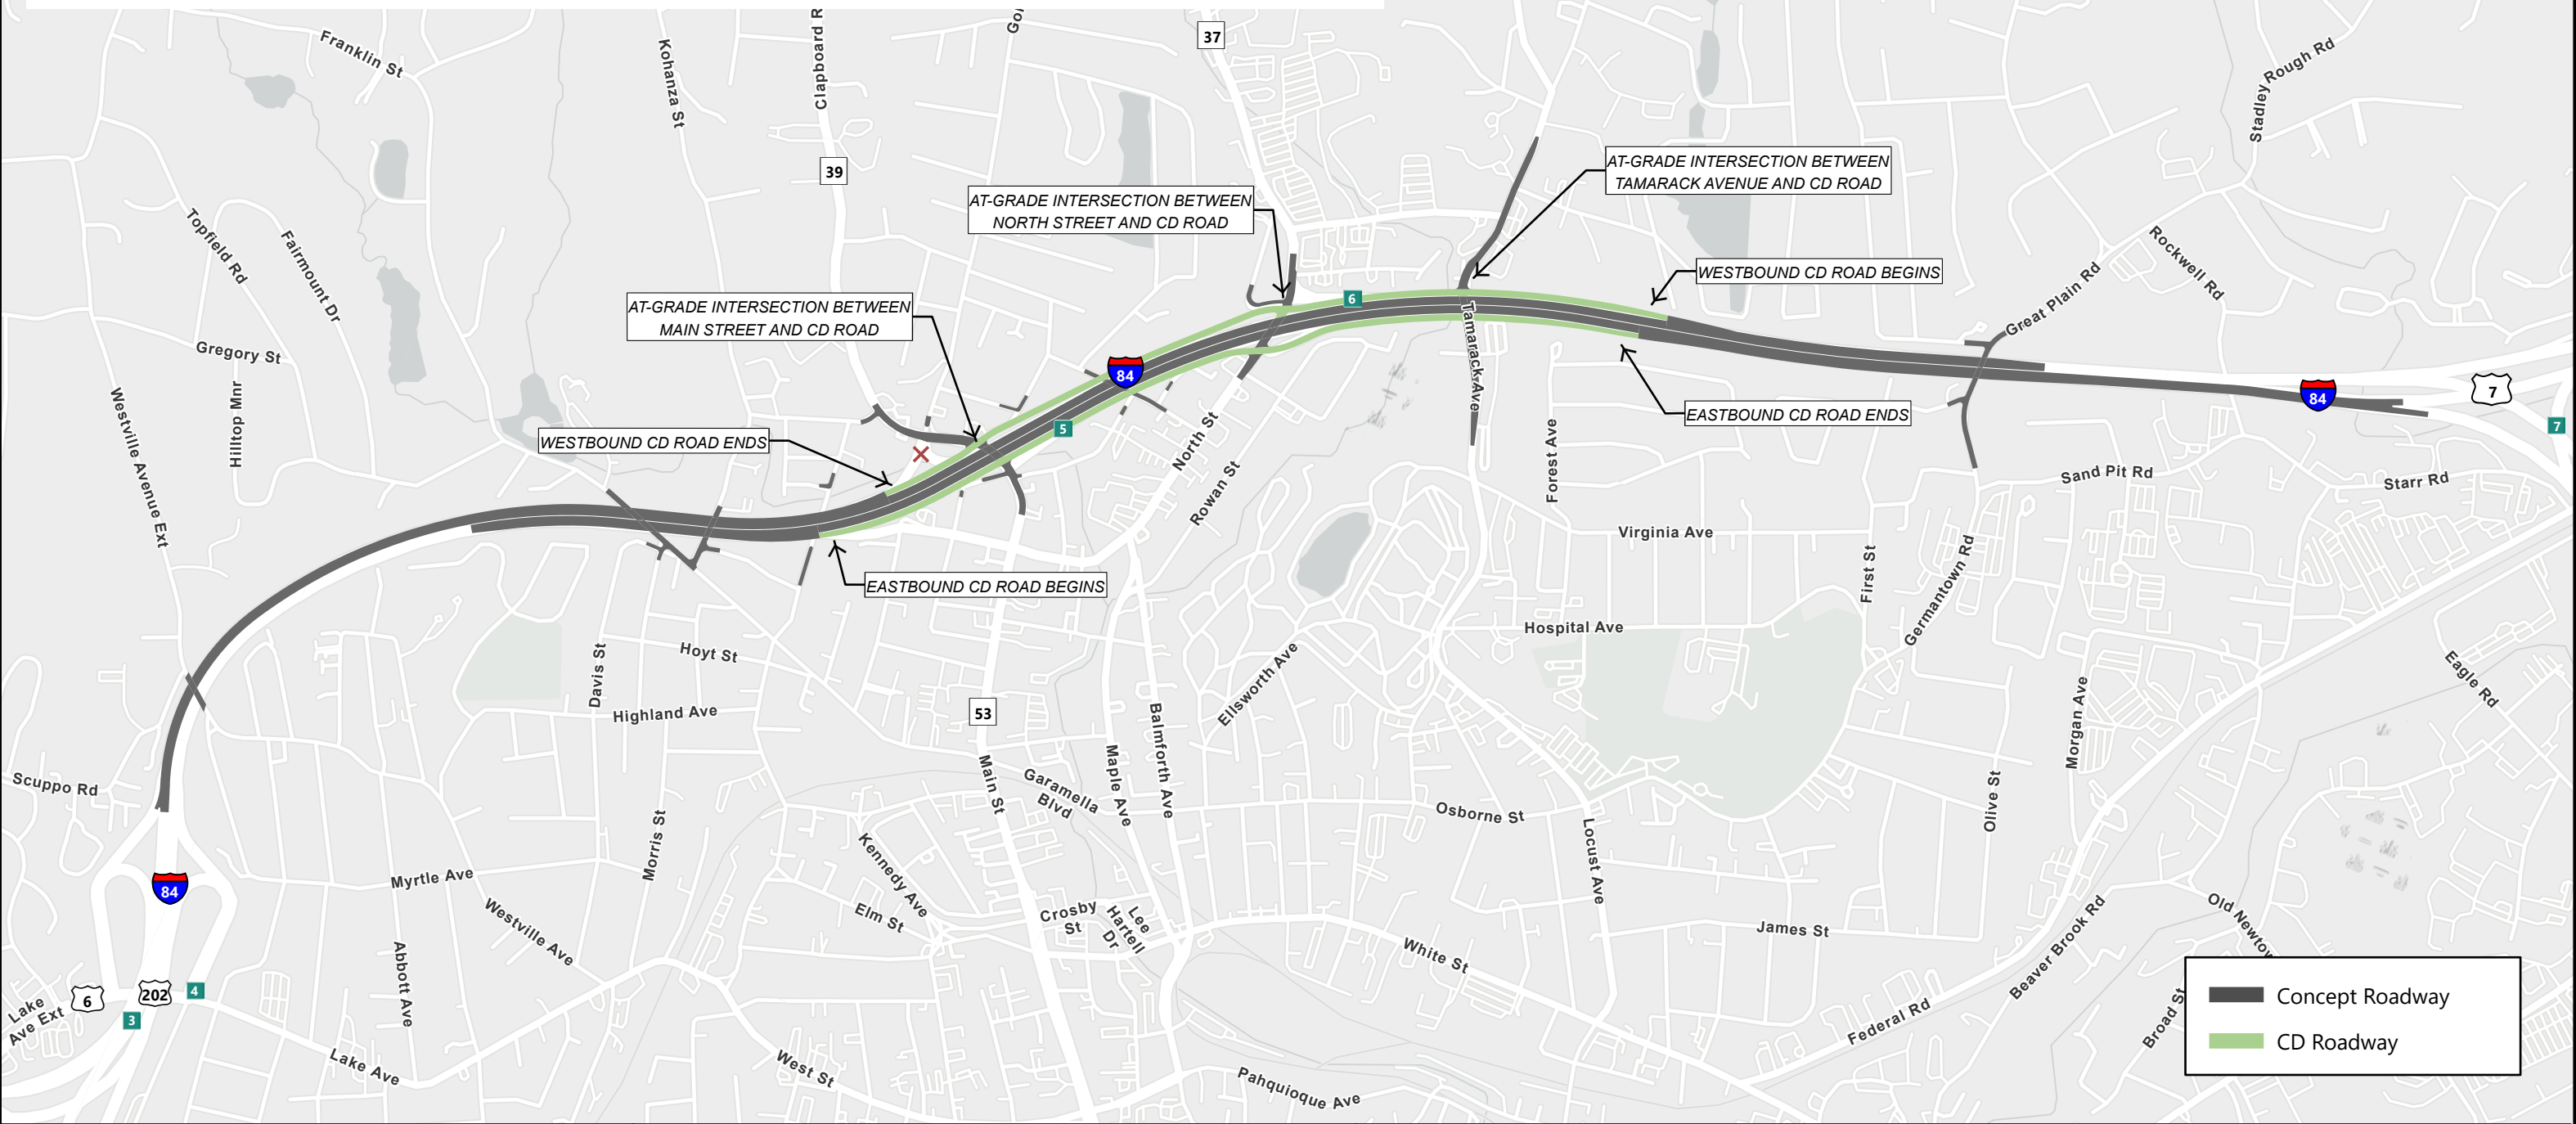 Franklin St
Kohanza St
Clapboard R
Gol
37
Stadley Rough Rd
39
AT-GRADE INTERSECTION BETWEEN
TAMARACK AVENUE AND CD ROAD
AT-GRADE INTERSECTION BETWEEN
NORTH STREET AND CD ROAD
Topfield Rd
Fairmount Dr
Rockwell Rd
Great Plain Rd
WESTBOUND CD ROAD BEGINS
6
AT-GRADE INTERSECTION BETWEEN
MAIN STREET AND CD ROAD
Tamarack Ave
Gregory St
Hilltop Mnr
84
84
7
7
EASTBOUND CD ROAD ENDS
5
WESTBOUND CD ROAD ENDS
Westville Avenue Ext
North St
Rowan St
Forest Ave
Sand Pit Rd
Starr Rd
Virginia Ave
First St
Germantown Rd
EASTBOUND CD ROAD BEGINS
Hospital Ave
Davis St
Hoyt St
Highland Ave
Ellsworth Ave
53
Eagle Rd
Morgan Ave
Scuppo Rd
Main St
Garamella
Blvd
Maple Ave
Balmforth Ave
Osborne St
Locust Ave
Olive St
Morris St
Kennedy Ave
84
Myrtle Ave
Westville Ave
Elm St
Crosby
St
Lee
Hartell
Dr
White St
James St
Beaver Brook Rd
Old Newtow
Abbott Ave
Lake
Ave Ext
6
202
4
3
Lake Ave
West St
Pahquioque Ave
Federal Rd
Broad St
Concept Roadway
CD Roadway